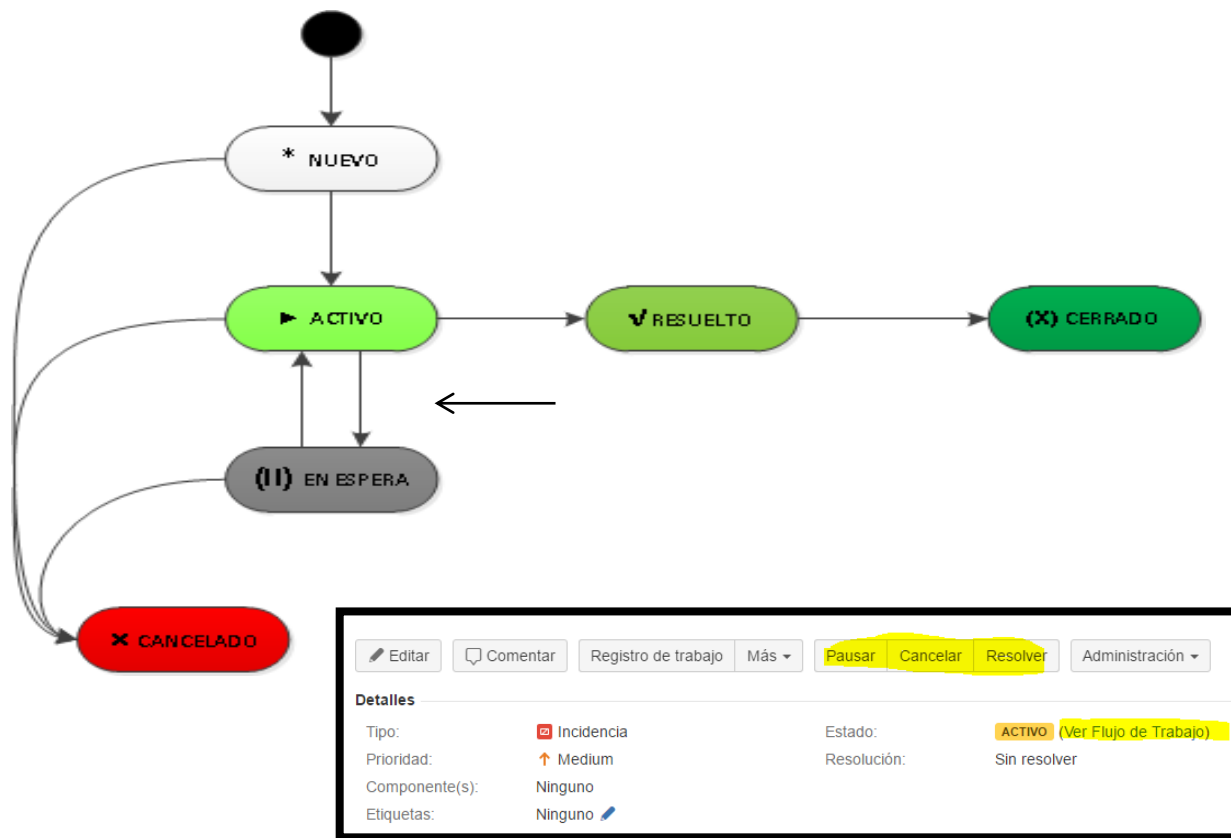 * NUEVO
► ACTIVO
√ RESUELTO
(X) CERRADO
(II) EN ESPERA
✕ CANCELADO
Editar Comentar Registro de trabajo Más Pausar Cancelar Resolver Administración
Detalles
Tipo: Incidencia Estado: ACTIVO (Ver Flujo de Trabajo)
Prioridad: Medium Resolución: Sin resolver
Componente(s): Ninguno
Etiquetas: Ninguno